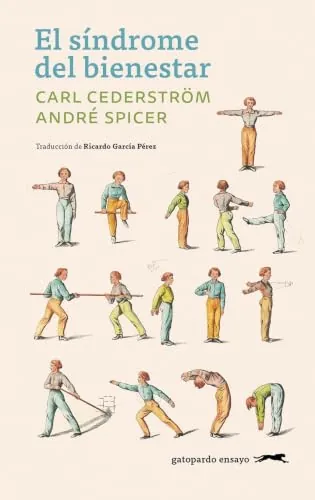 El síndrome
del bienestar
CARL CEDERSTRÖM
ANDRÉ SPICER
Traducción de Ricardo García Pérez
gatopardo ensayo